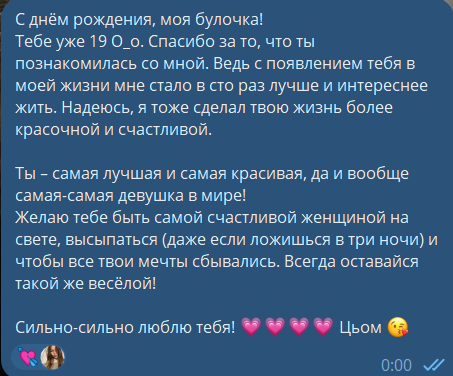 С днём рождения, моя булочка!
Тебе уже 19 О_о. Спасибо за то, что ты
познакомилась со мной. Ведь с появлением тебя в
моей жизни мне стало в сто раз лучше и интереснее
жить. Надеюсь, я тоже сделал твою жизнь более
красочной и счастливой.
Ты – самая лучшая и самая красивая, да и вообще
самая-самая девушка в мире!
Желаю тебе быть самой счастливой женщиной на
свете, высыпаться (даже если ложишься в три ночи) и
чтобы все твои мечты сбывались. Всегда оставайся
такой же весёлой!
Сильно-сильно люблю тебя! 💗💗💗💗 Цьом 😘
0:00